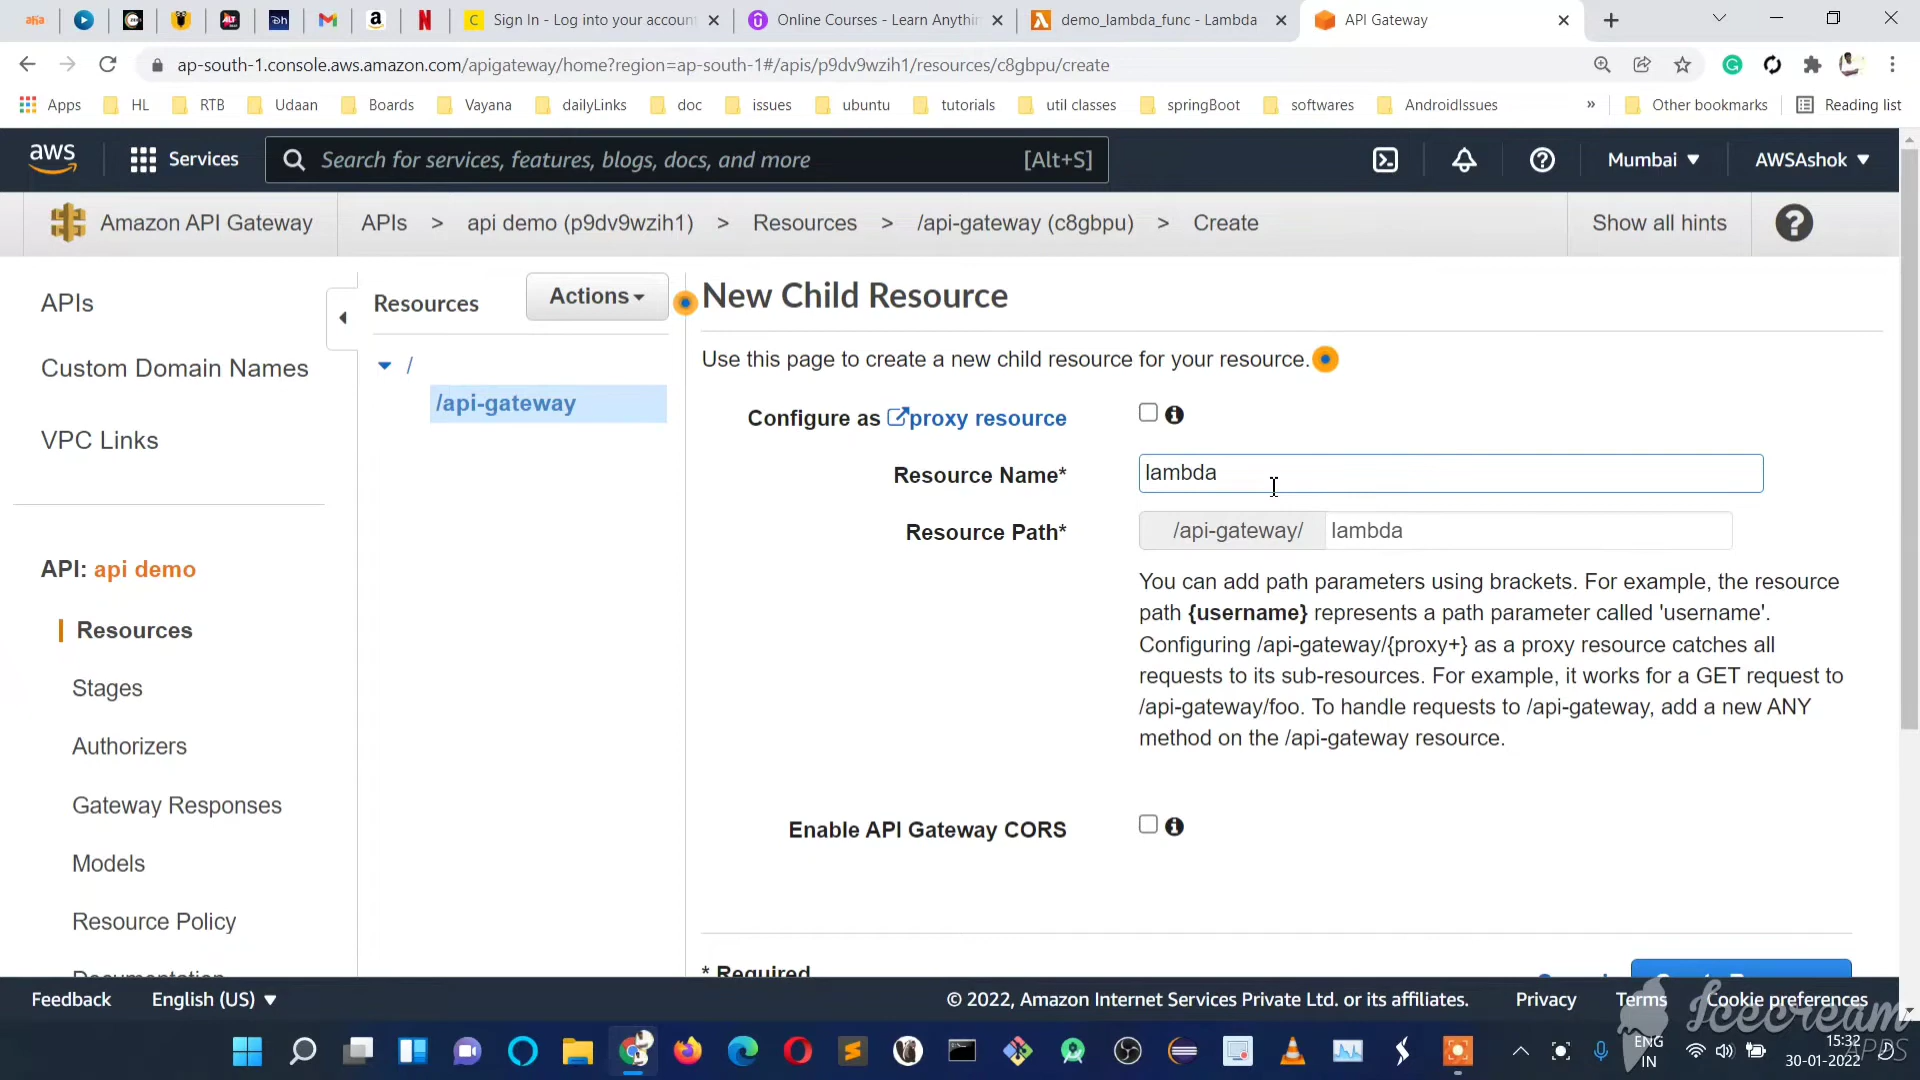 Sign In - Log into your accoun
Online Courses - Learn Anythi
demo_lambda_func - Lambda
API Gateway
ap-south-1.console.aws.amazon.com/apigateway/home?region=ap-south-1#/apis/p9dv9wzih1/resources/c8gbpu/create
Apps HL RTB Udaan Boards Vayana dailyLinks doc issues ubuntu tutorials util classes springBoot softwares AndroidIssues » Other bookmarks Reading list
aws Services Search for services, features, blogs, docs, and more [Alt+S] Mumbai AWSAshok
Amazon API Gateway APIs > api demo (p9dv9wzih1) > Resources > /api-gateway (c8gbpu) > Create Show all hints
APIs
Custom Domain Names
VPC Links
API: api demo
Resources
Stages
Authorizers
Gateway Responses
Models
Resource Policy
Documentation
Resources Actions
/
/api-gateway
New Child Resource
Use this page to create a new child resource for your resource.
Configure as proxy resource
Resource Name* lambda
Resource Path* /api-gateway/ lambda
You can add path parameters using brackets. For example, the resource
path {username} represents a path parameter called 'username'.
Configuring /api-gateway/{proxy+} as a proxy resource catches all
requests to its sub-resources. For example, it works for a GET request to
/api-gateway/foo. To handle requests to /api-gateway, add a new ANY
method on the /api-gateway resource.
Enable API Gateway CORS
* Required
Feedback English (US) © 2022, Amazon Internet Services Private Ltd. or its affiliates. Privacy Terms Cookie preferences
Icecream
APPS
ENG
IN
15:32
30-01-2022